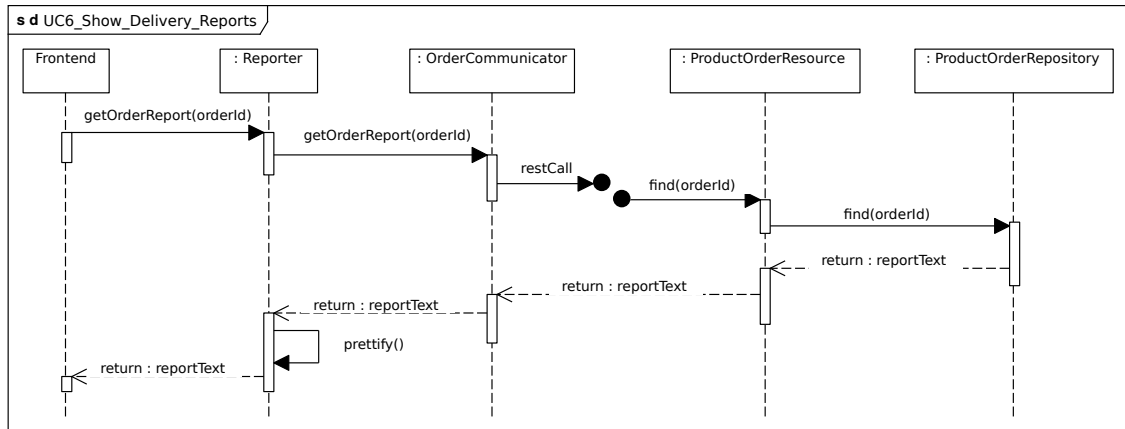 s d UC6_Show_Delivery_Reports
Frontend
: Reporter
: OrderCommunicator
: ProductOrderResource
: ProductOrderRepository
getOrderReport(orderId)
getOrderReport(orderId)
restCall
find(orderId)
find(orderId)
return : reportText
return : reportText
return : reportText
prettify()
return : reportText